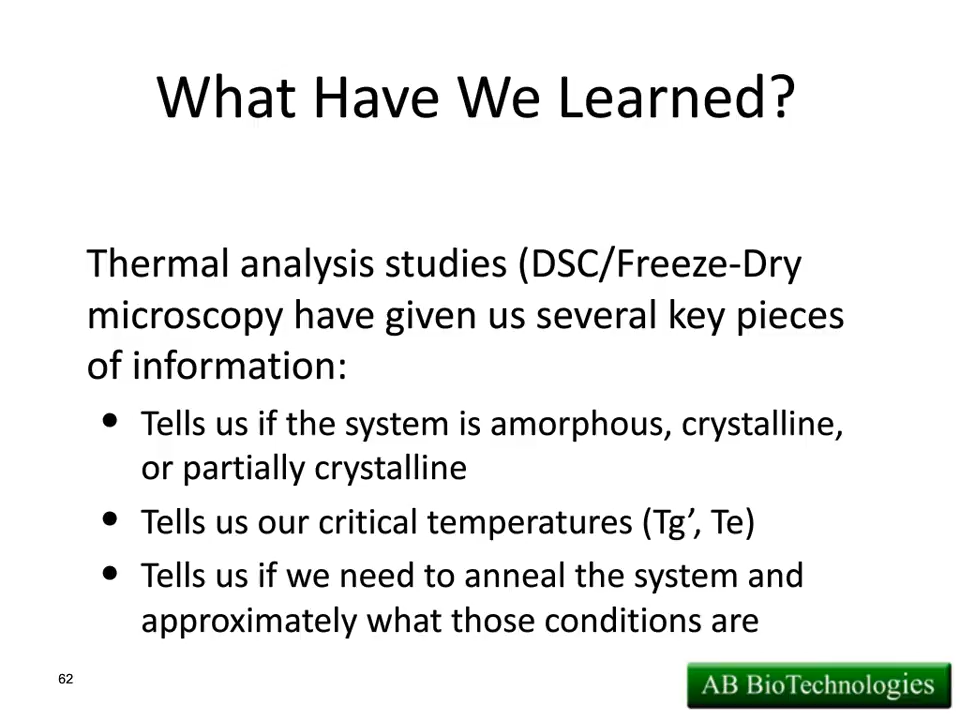 What Have We Learned?
Thermal analysis studies (DSC/Freeze-Dry
microscopy have given us several key pieces
of information:
• Tells us if the system is amorphous, crystalline,
or partially crystalline
• Tells us our critical temperatures (Tg’, Te)
• Tells us if we need to anneal the system and
approximately what those conditions are
62
AB BioTechnologies